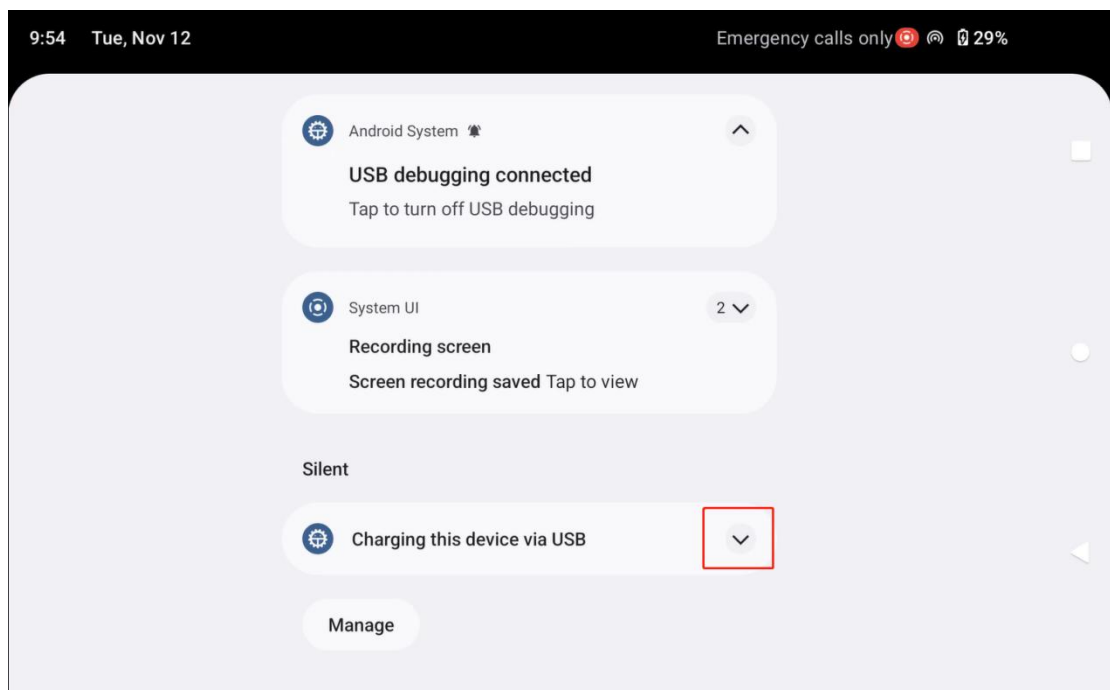 9:54 Tue, Nov 12 Emergency calls only 29%
Android System
USB debugging connected
Tap to turn off USB debugging
System UI 2
Recording screen
Screen recording saved Tap to view
Silent
Charging this device via USB
Manage